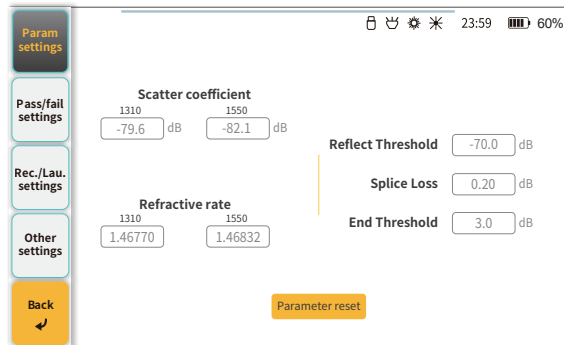 Param
settings
23:59
60%
Pass/fail
settings
Rec./Lau.
settings
Other
settings
Back
Scatter coefficient
1310 1550
-79.6 dB -82.1 dB
Refractive rate
1310 1550
1.46770 1.46832
Reflect Threshold -70.0 dB
Splice Loss 0.20 dB
End Threshold 3.0 dB
Parameter reset